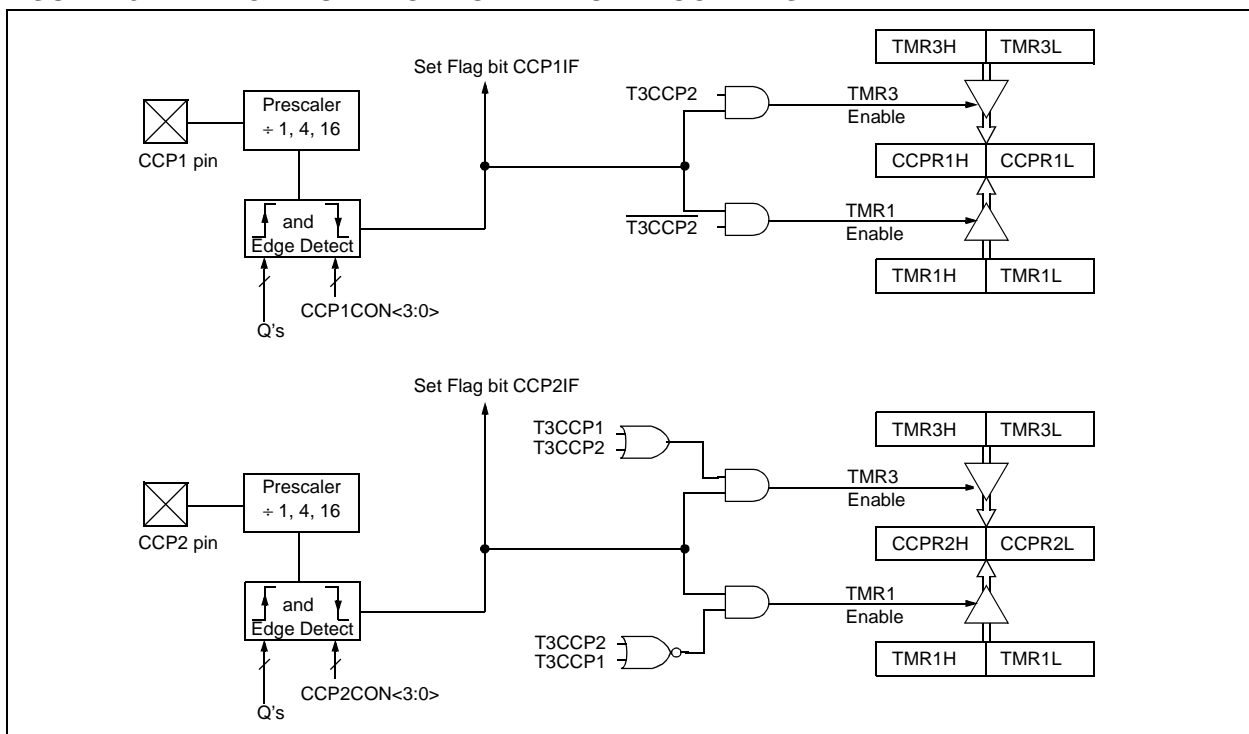 TMR3H TMR3L
Set Flag bit CCP1IF
Prescaler
÷ 1, 4, 16
T3CCP2
TMR3
Enable
CCP1 pin
CCPR1H CCPR1L
and
Edge Detect
T3CCP2
TMR1
Enable
TMR1H TMR1L
CCP1CON<3:0>
Q's
Set Flag bit CCP2IF
T3CCP1
T3CCP2
TMR3H TMR3L
Prescaler
÷ 1, 4, 16
TMR3
Enable
CCP2 pin
CCPR2H CCPR2L
and
Edge Detect
TMR1
Enable
T3CCP2
T3CCP1
TMR1H TMR1L
CCP2CON<3:0>
Q's